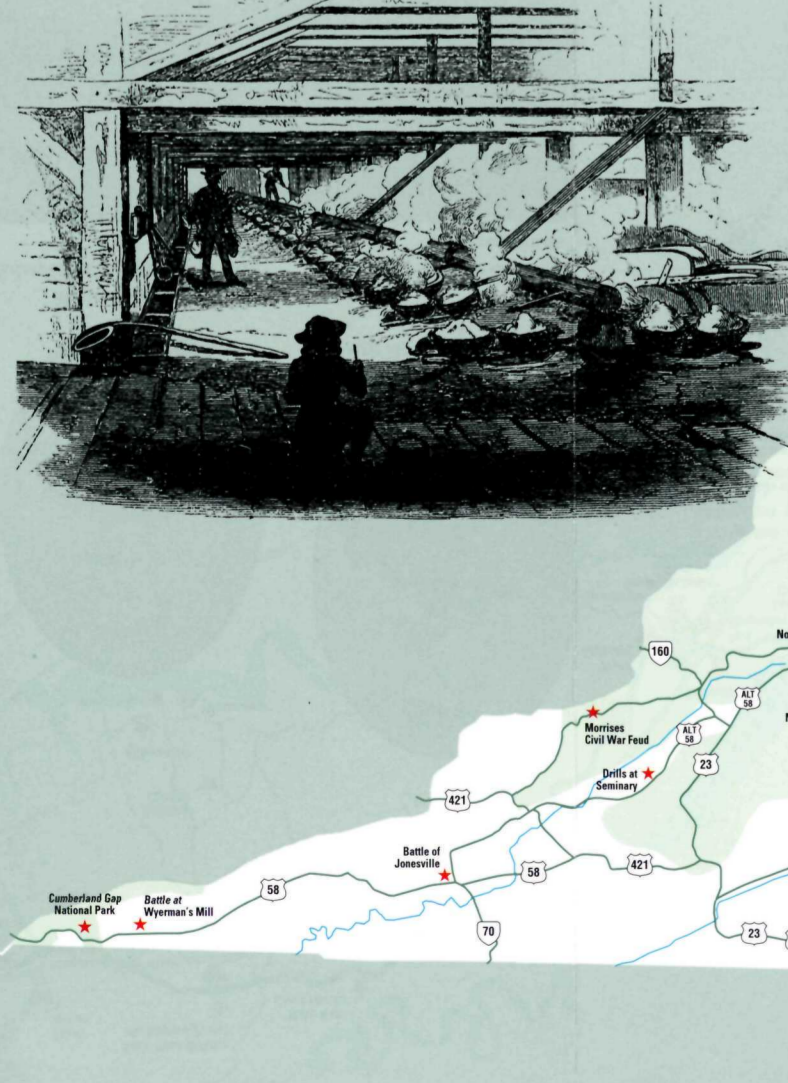 No
160
ALT
58
Morrises
Civil War Feud
ALT
58
Drills at
Seminary
23
421
Battle of
Jonesville
58
421
58
Cumberland Gap
National Park
Battle at
Wyerman's Mill
70
23